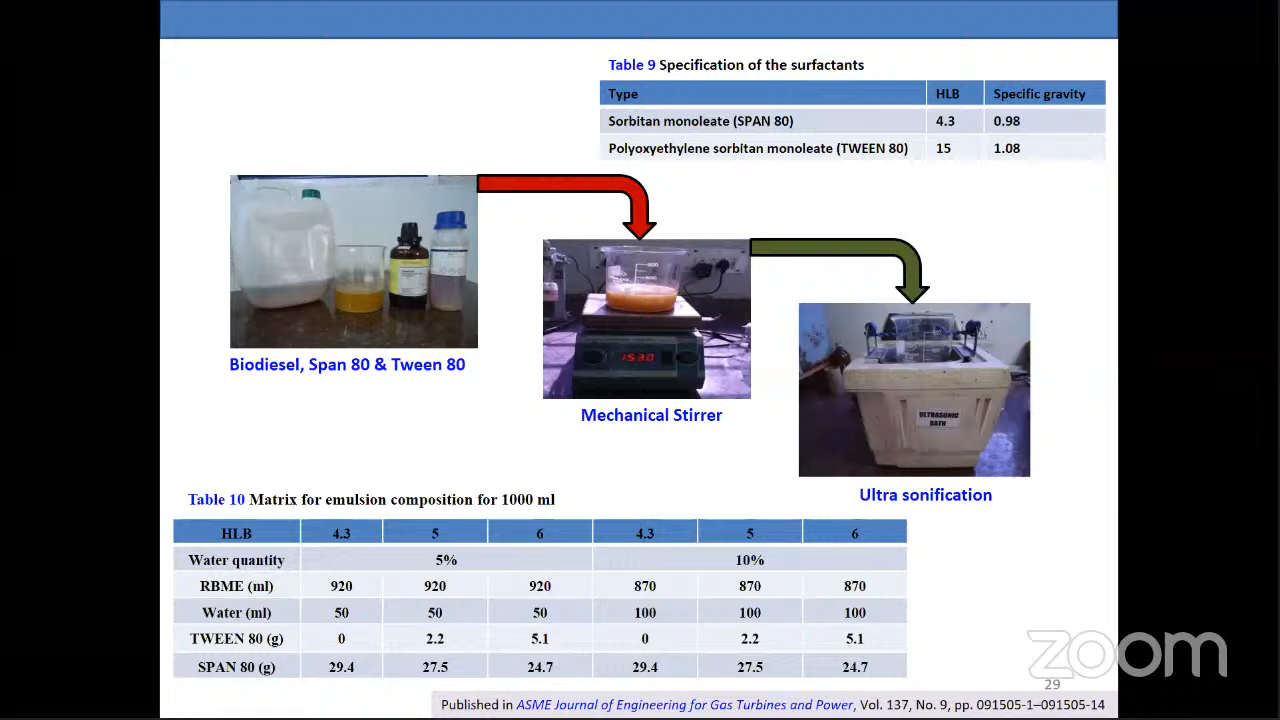 Table 9 Specification of the surfactants
Type HLB Specific gravity
Sorbitan monoleate (SPAN 80) 4.3 0.98
Polyoxyethylene sorbitan monoleate (TWEEN 80) 15 1.08
Biodiesel, Span 80 & Tween 80
1530
Mechanical Stirrer
ULTRASONIC
BATH
Ultra sonification
Table 10 Matrix for emulsion composition for 1000 ml
HLB 4.3 5 6 4.3 5 6
Water quantity 5% 10%
RBME (ml) 920 920 920 870 870 870
Water (ml) 50 50 50 100 100 100
TWEEN 80 (g) 0 2.2 5.1 0 2.2 5.1
SPAN 80 (g) 29.4 27.5 24.7 29.4 27.5 24.7
zoom
29
Published in ASME Journal of Engineering for Gas Turbines and Power, Vol. 137, No. 9, pp. 091505-1–091505-14